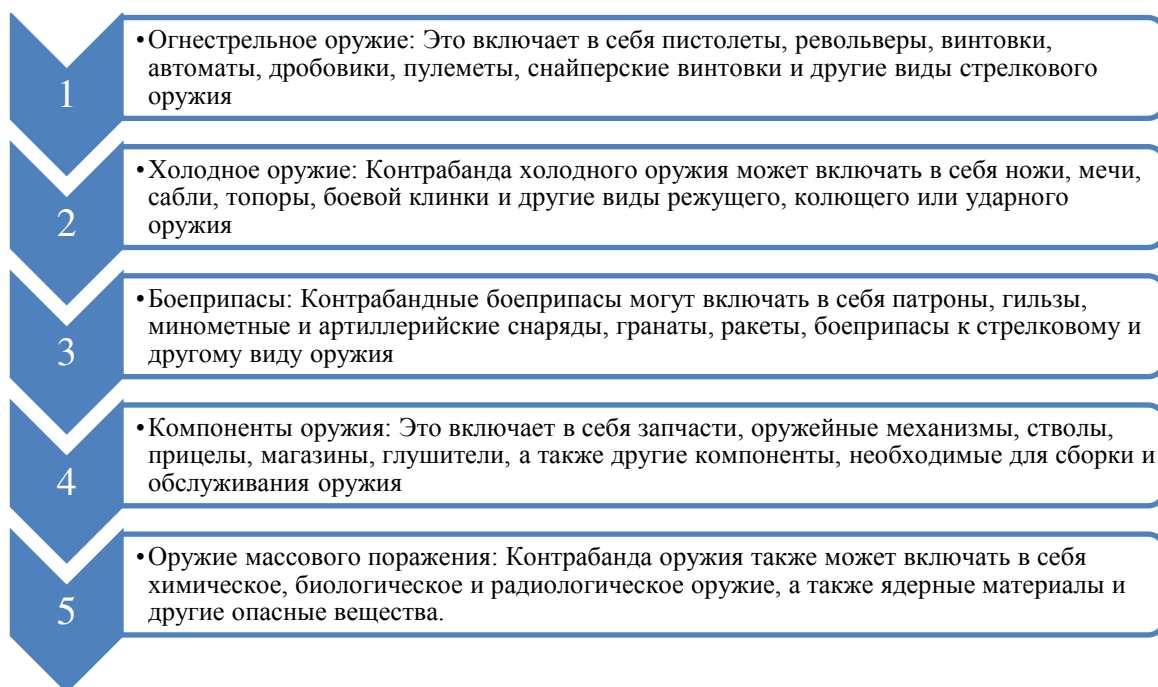 1
•Огнестрельное оружие: Это включает в себя пистолеты, револьверы, винтовки,
автоматы, дробовики, пулеметы, снайперские винтовки и другие виды стрелкового
оружия
2
•Холодное оружие: Контрабанда холодного оружия может включать в себя ножи, мечи,
сабли, топоры, боевой клинки и другие виды режущего, колющего или ударного
оружия
3
•Боеприпасы: Контрабандные боеприпасы могут включать в себя патроны, гильзы,
минометные и артиллерийские снаряды, гранаты, ракеты, боеприпасы к стрелковому и
другому виду оружия
4
•Компоненты оружия: Это включает в себя запчасти, оружейные механизмы, стволы,
прицелы, магазины, глушители, а также другие компоненты, необходимые для сборки и
обслуживания оружия
5
•Оружие массового поражения: Контрабанда оружия также может включать в себя
химическое, биологическое и радиологическое оружие, а также ядерные материалы и
другие опасные вещества.